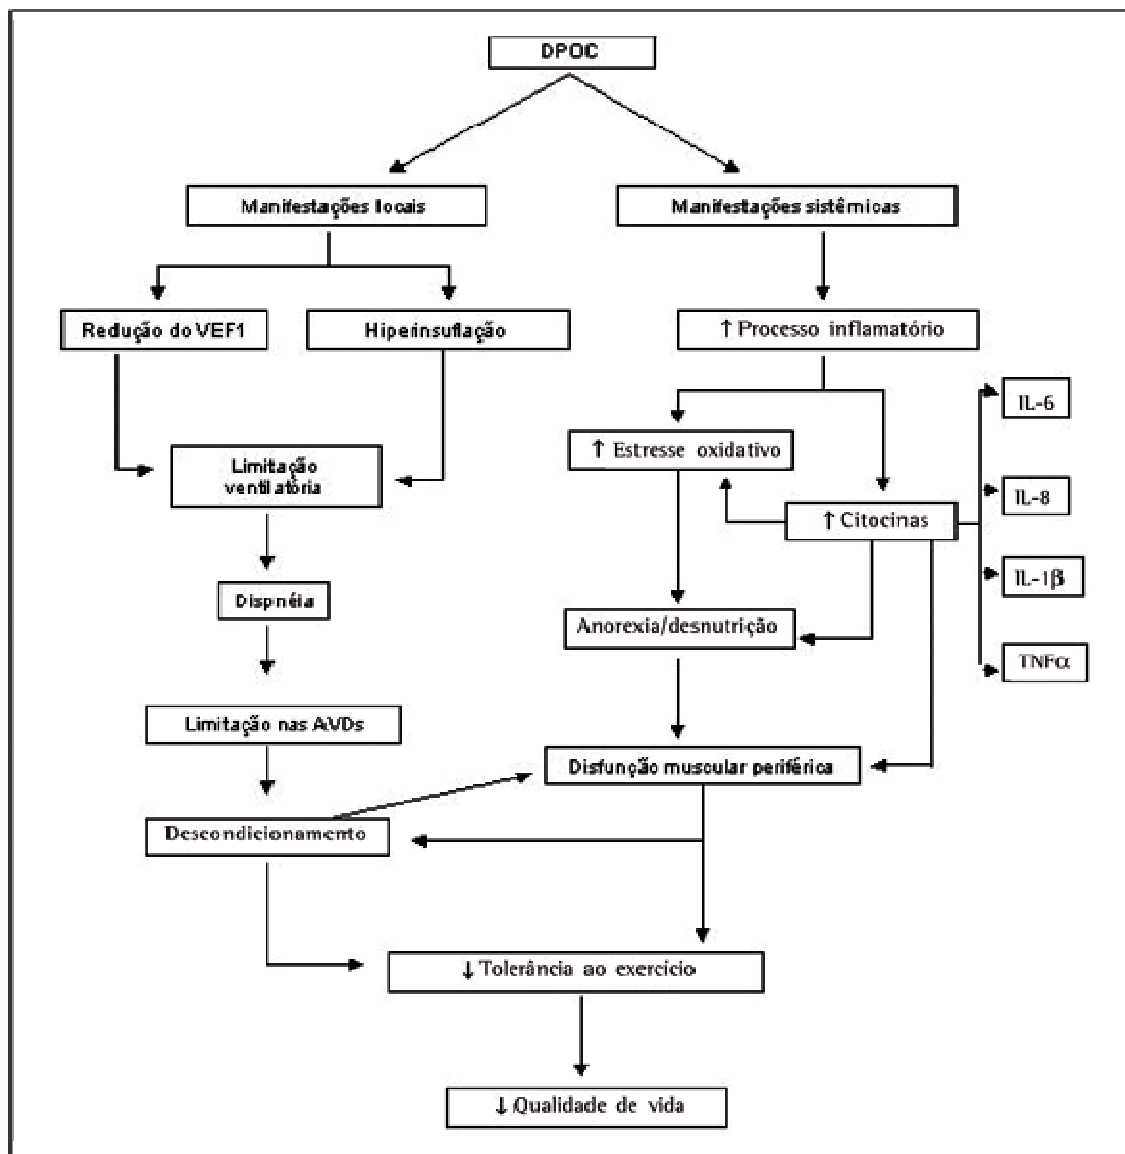 DPOC
Manifestações locais
Manifestações sistêmicas
Redução do VEF1
Hiperinsuflação
↑ Processo inflamatório
IL-6
↑ Estresse oxidativo
Limitação
ventilatória
IL-8
↑ Citocinas
IL-1β
Dispnéia
Anorexia/desnutrição
TNFα
Limitação nas AVDs
Disfunção muscular periférica
Descondicionamento
↓ Tolerância ao exercício
↓ Qualidade de vida